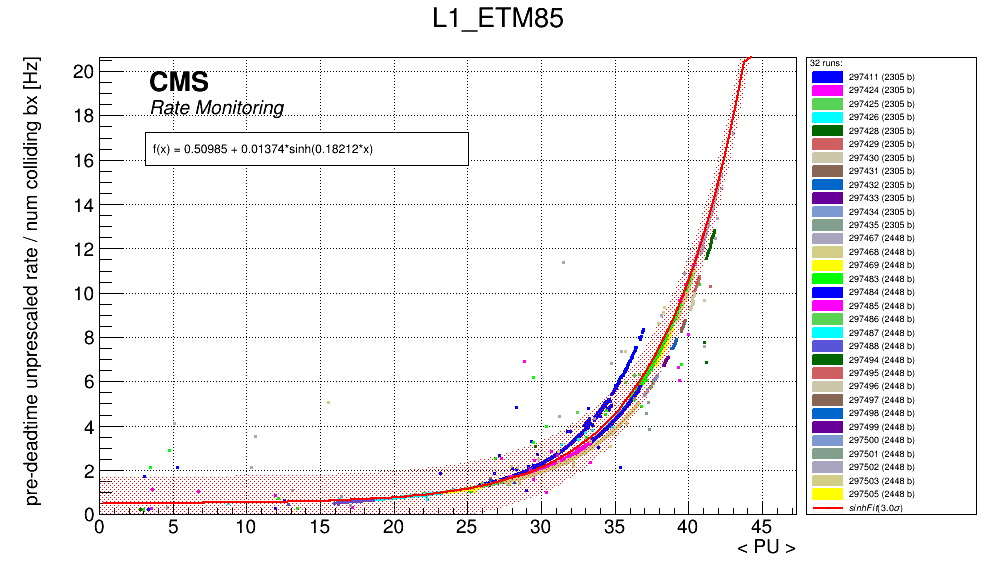 L1_ETM85
pre-deadtime unprescaled rate / num colliding bx [Hz]
CMS
Rate Monitoring
f(x) = 0.50985 + 0.01374*sinh(0.18212*x)
20
18
16
14
12
10
8
6
4
2
0
0 5 10 15 20 25 30 35 40 45
< PU >
32 runs:
297411 (2305 b)
297424 (2305 b)
297425 (2305 b)
297426 (2305 b)
297428 (2305 b)
297429 (2305 b)
297430 (2305 b)
297431 (2305 b)
297432 (2305 b)
297433 (2305 b)
297434 (2305 b)
297435 (2305 b)
297467 (2448 b)
297468 (2448 b)
297469 (2448 b)
297483 (2448 b)
297484 (2448 b)
297485 (2448 b)
297486 (2448 b)
297487 (2448 b)
297488 (2448 b)
297494 (2448 b)
297495 (2448 b)
297496 (2448 b)
297497 (2448 b)
297498 (2448 b)
297499 (2448 b)
297500 (2448 b)
297501 (2448 b)
297502 (2448 b)
297503 (2448 b)
297505 (2448 b)
sinhFit(3.0σ)